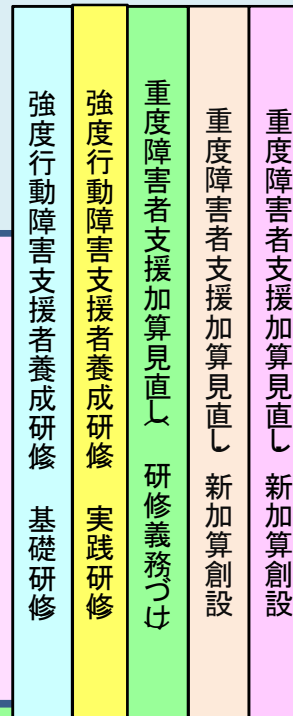 重度障害者支援加算見直し 新加算創設
重度障害者支援加算見直し 新加算創設
重度障害者支援加算見直し 研修義務づけ
強度行動障害支援者養成研修 実践研修
強度行動障害支援者養成研修 基礎研修